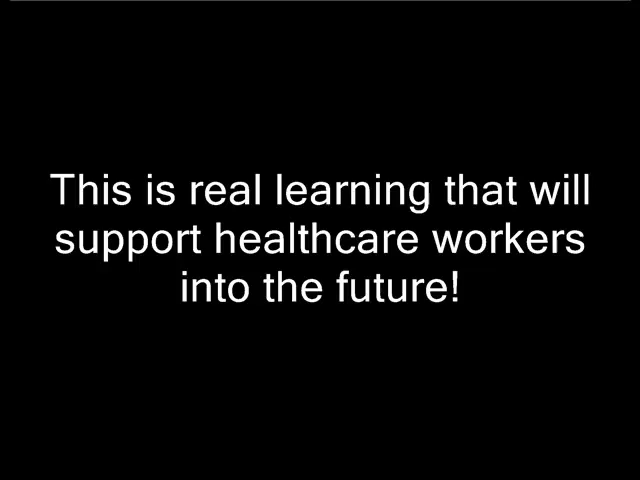 This is real learning that will
support healthcare workers
into the future!